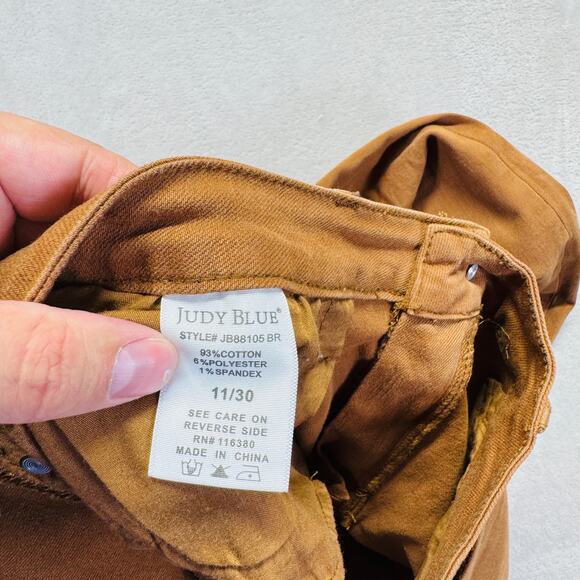 JUDY BLUE®
STYLE# JB88105 BR
93%COTTON
6%POLYESTER
1%SPANDEX
11/30
SEE CARE ON
REVERSE SIDE
RN# 116380
MADE IN CHINA